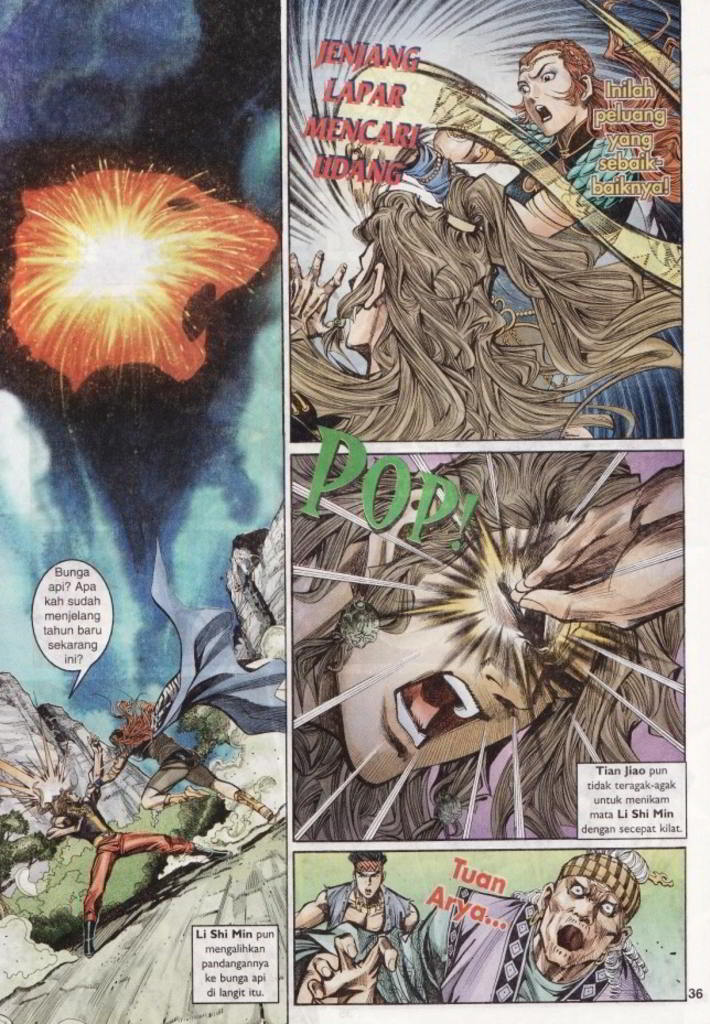 Bunga
api? Apa
kah sudah
menjelang
tahun baru
sekarang
ini?
Li Shi Min pun
mengalihkan
pandangannya
ke bunga api
di langit itu.
JENJANG
LAPAR
MENCARI
UDANG
Inilah
peluang
yang
sebaik-
baiknya!
POP!
Tian Jiao pun
tidak teragak-agak
untuk menikam
mata Li Shi Min
dengan secepat kilat.
Tuan
Arya...
36